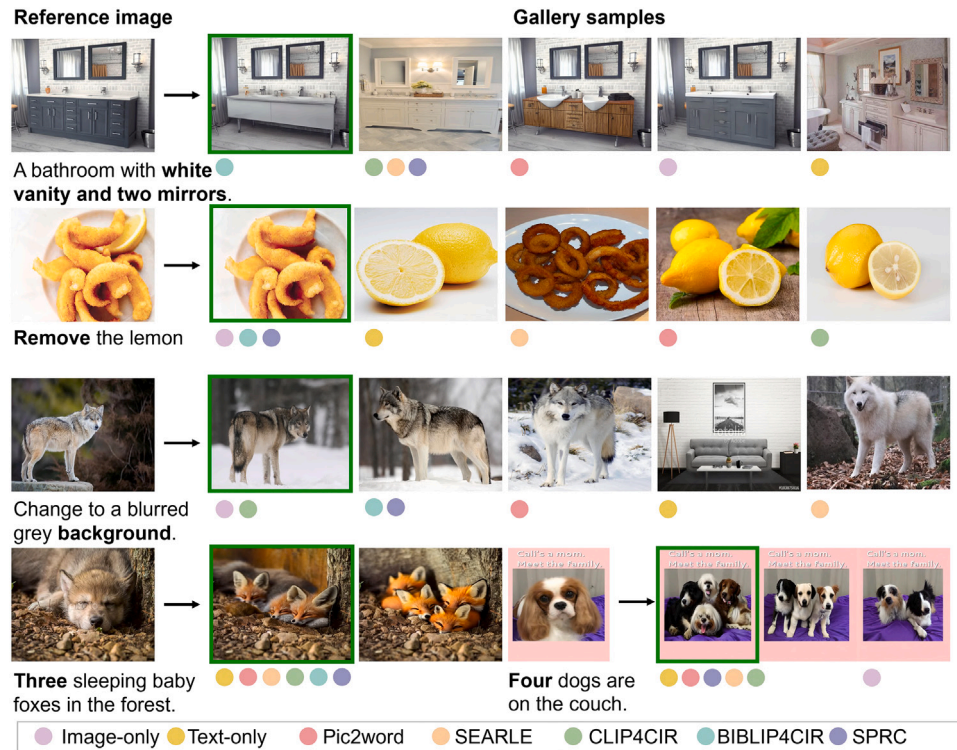 Reference image
Gallery samples
A bathroom with white
vanity and two mirrors.
Remove the lemon
Change to a blurred
grey background.
Call's a mom.
Meet the family.
Call's a mom.
Meet the family.
Call's a mom.
Meet the family.
Call's a mom.
Meet the family.
Three sleeping baby
foxes in the forest.
Four dogs are
on the couch.
Image-only
Text-only
Pic2word
SEARLE
CLIP4CIR
BIBLIP4CIR
SPRC